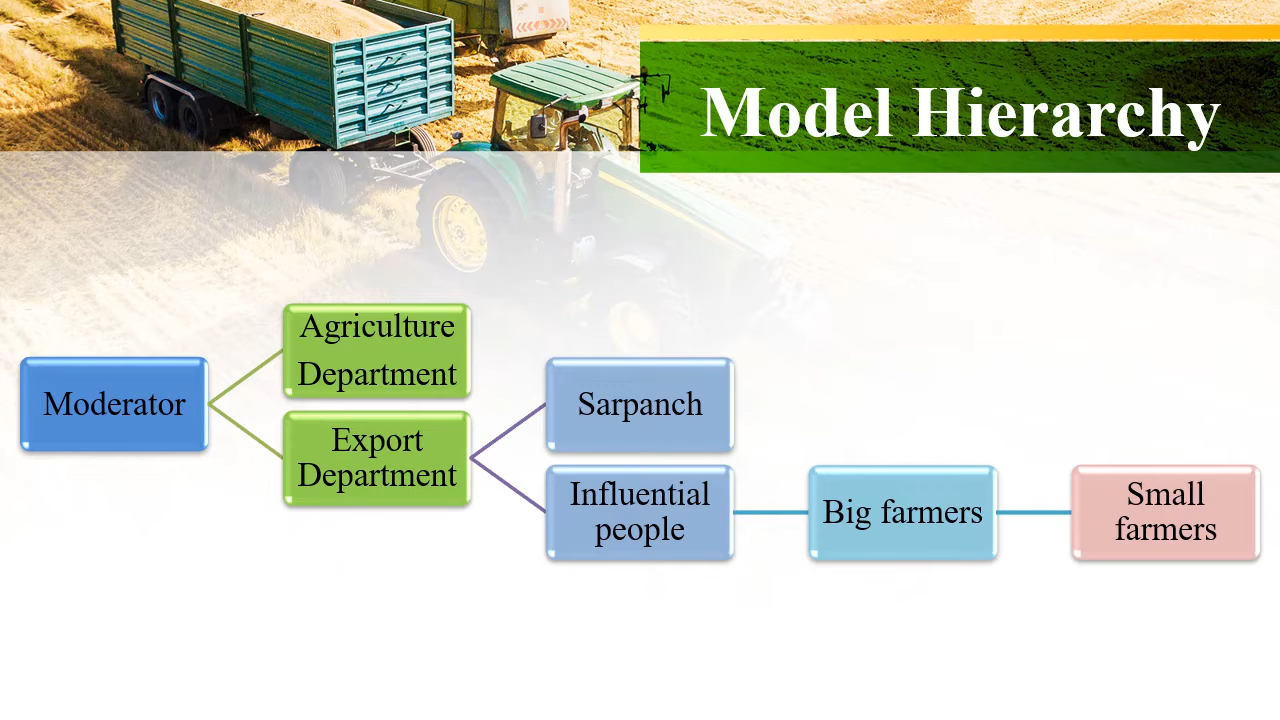 Model Hierarchy
Moderator
Agriculture
Department
Export
Department
Sarpanch
Influential
people
Big farmers
Small
farmers